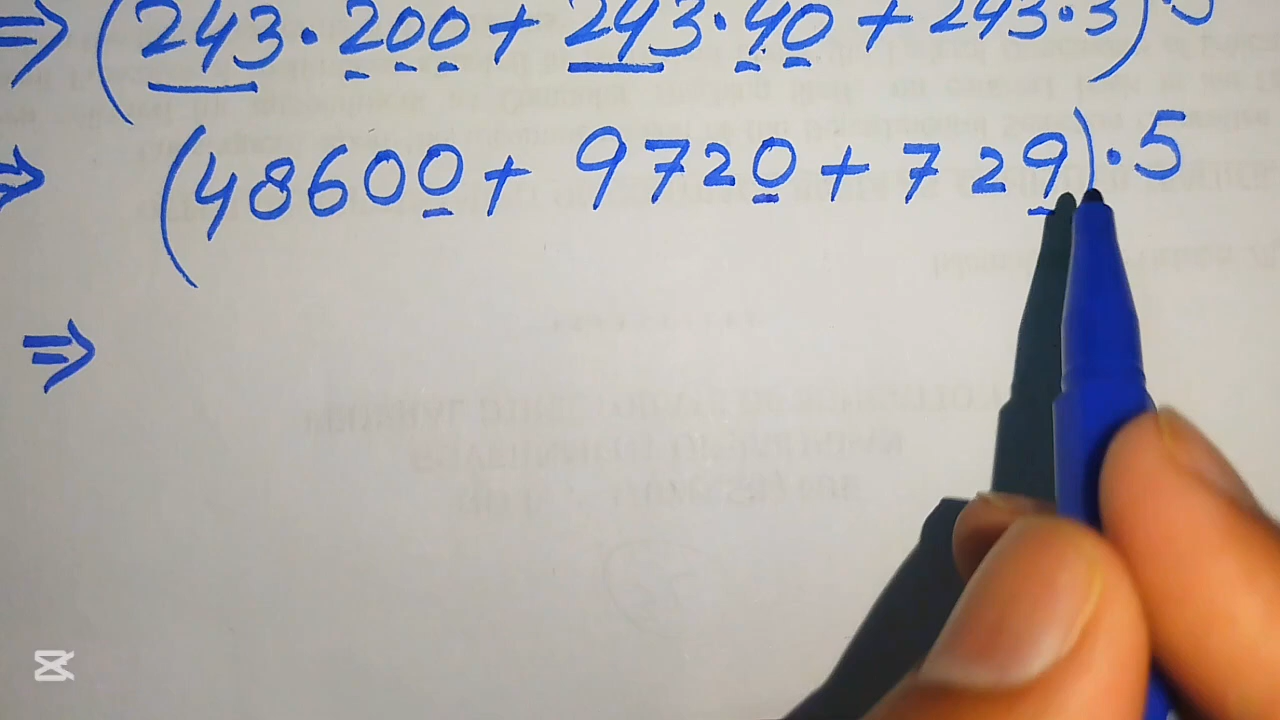 ⇒ (243·200 + 243·40 + 243·3)·5
⇒ (48600 + 9720 + 729)·5
⇒